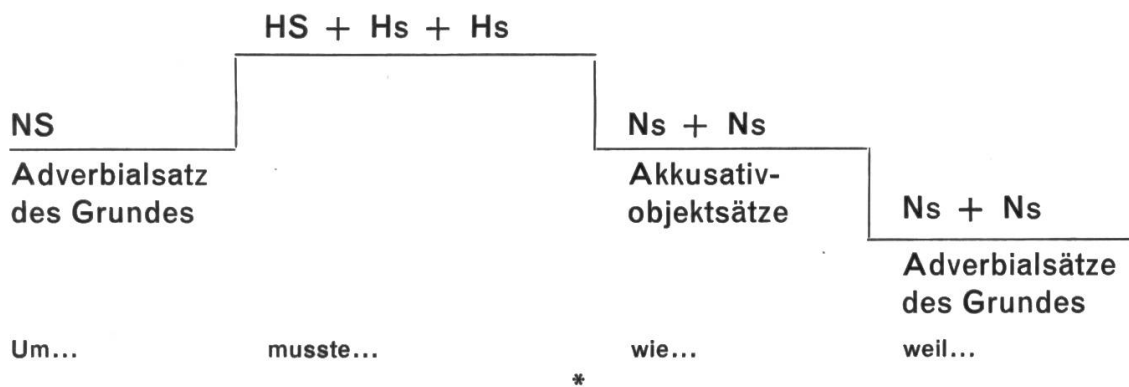 HS + Hs + Hs
NS
Ns + Ns
Adverbialsatz
des Grundes
Akkusativ-
objektsätze
Ns + Ns
Adverbialsätze
des Grundes
Um... musste... wie... weil...
*